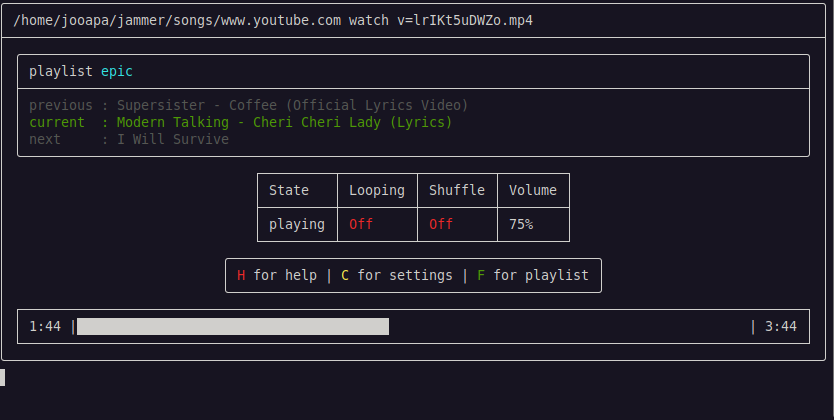 /home/jooapa/jammer/songs/www.youtube.com watch v=lrIKt5uDWZo.mp4
playlist epic
previous : Supersister - Coffee (Official Lyrics Video)
current  : Modern Talking - Cheri Cheri Lady (Lyrics)
next     : I Will Survive
State Looping Shuffle Volume
playing Off Off 75%
H for help | C for settings | F for playlist
1:44 | | 3:44